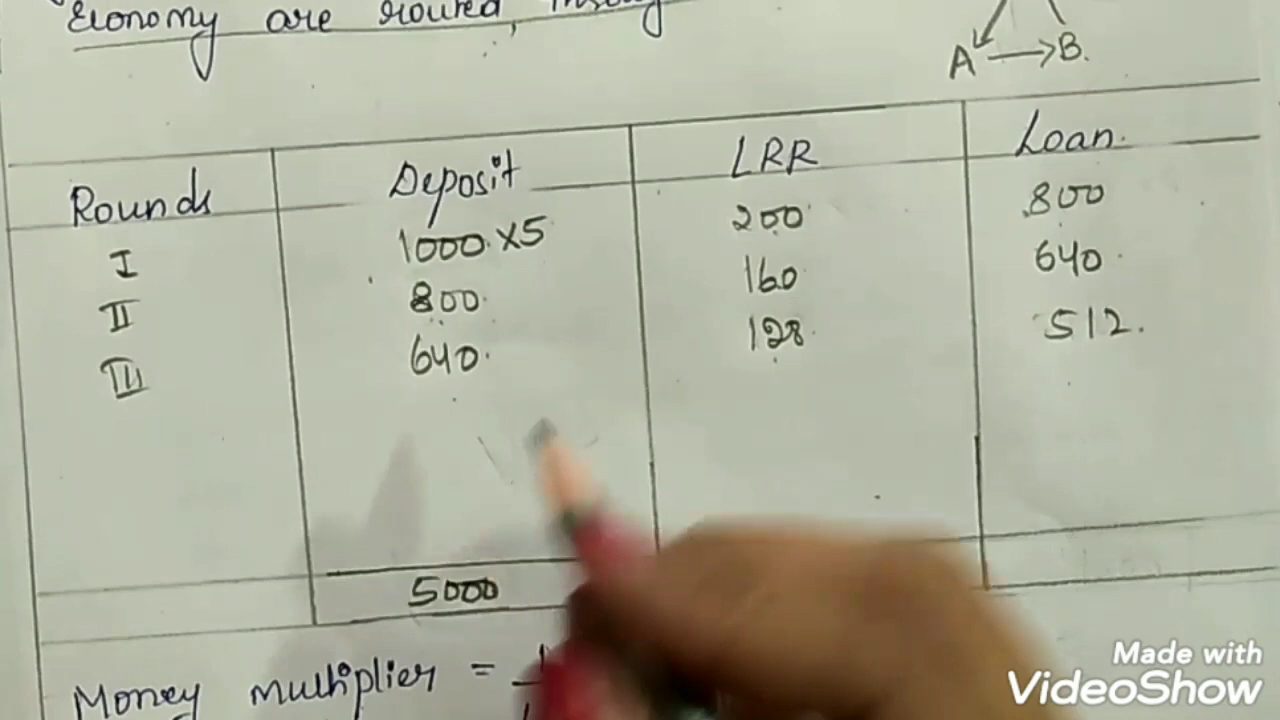 Economy are routed,
A → B.
Rounds Deposit LRR Loan.
I 1000 x5 200 800
II 800 160 640
III 640 128 512
5000
Money multiplier = 1
Made with
VideoShow